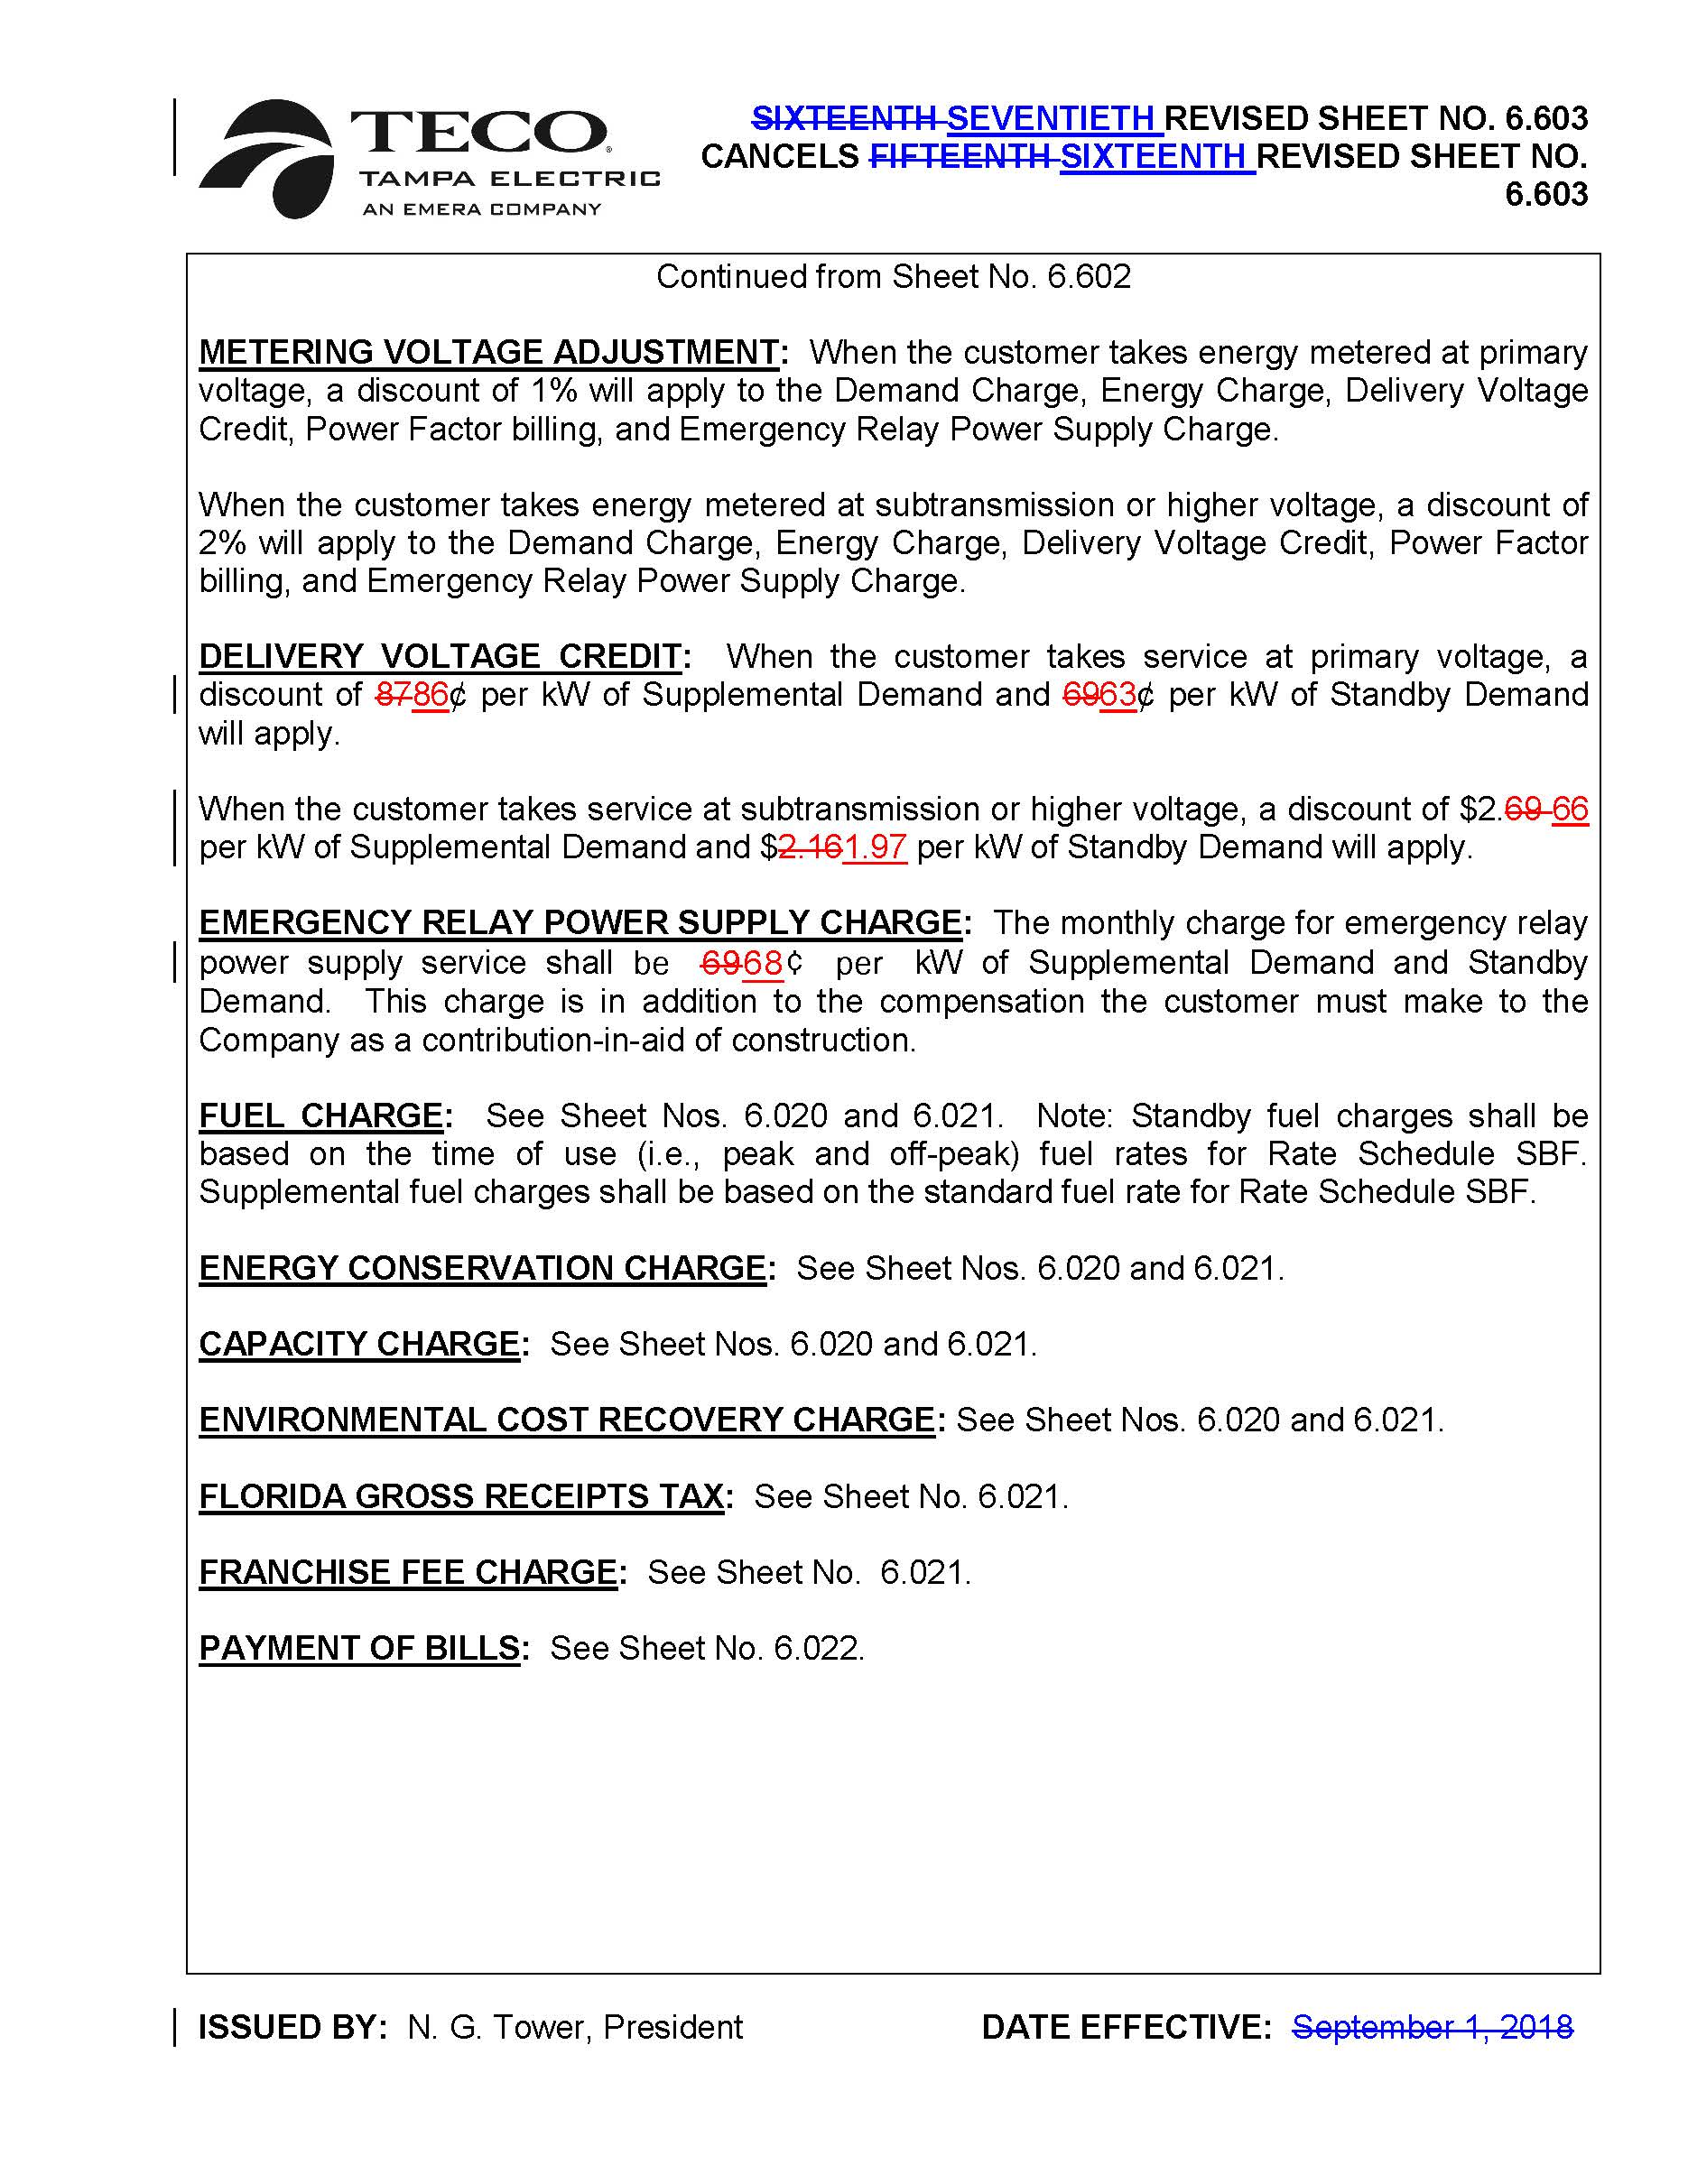 TECO®
TAMPA ELECTRIC
AN EMERA COMPANY
SIXTEENTH SEVENTIETH REVISED SHEET NO. 6.603
CANCELS FIFTEENTH SIXTEENTH REVISED SHEET NO.
6.603
Continued from Sheet No. 6.602
METERING VOLTAGE ADJUSTMENT: When the customer takes energy metered at primary
voltage, a discount of 1% will apply to the Demand Charge, Energy Charge, Delivery Voltage
Credit, Power Factor billing, and Emergency Relay Power Supply Charge.
When the customer takes energy metered at subtransmission or higher voltage, a discount of
2% will apply to the Demand Charge, Energy Charge, Delivery Voltage Credit, Power Factor
billing, and Emergency Relay Power Supply Charge.
DELIVERY VOLTAGE CREDIT: When the customer takes service at primary voltage, a
discount of 8786¢ per kW of Supplemental Demand and 6963¢ per kW of Standby Demand
will apply.
When the customer takes service at subtransmission or higher voltage, a discount of $2.69 66
per kW of Supplemental Demand and $2.161.97 per kW of Standby Demand will apply.
EMERGENCY RELAY POWER SUPPLY CHARGE: The monthly charge for emergency relay
power supply service shall be 6968¢ per kW of Supplemental Demand and Standby
Demand. This charge is in addition to the compensation the customer must make to the
Company as a contribution-in-aid of construction.
FUEL CHARGE: See Sheet Nos. 6.020 and 6.021. Note: Standby fuel charges shall be
based on the time of use (i.e., peak and off-peak) fuel rates for Rate Schedule SBF.
Supplemental fuel charges shall be based on the standard fuel rate for Rate Schedule SBF.
ENERGY CONSERVATION CHARGE: See Sheet Nos. 6.020 and 6.021.
CAPACITY CHARGE: See Sheet Nos. 6.020 and 6.021.
ENVIRONMENTAL COST RECOVERY CHARGE: See Sheet Nos. 6.020 and 6.021.
FLORIDA GROSS RECEIPTS TAX: See Sheet No. 6.021.
FRANCHISE FEE CHARGE: See Sheet No. 6.021.
PAYMENT OF BILLS: See Sheet No. 6.022.
ISSUED BY: N. G. Tower, President DATE EFFECTIVE: September 1, 2018